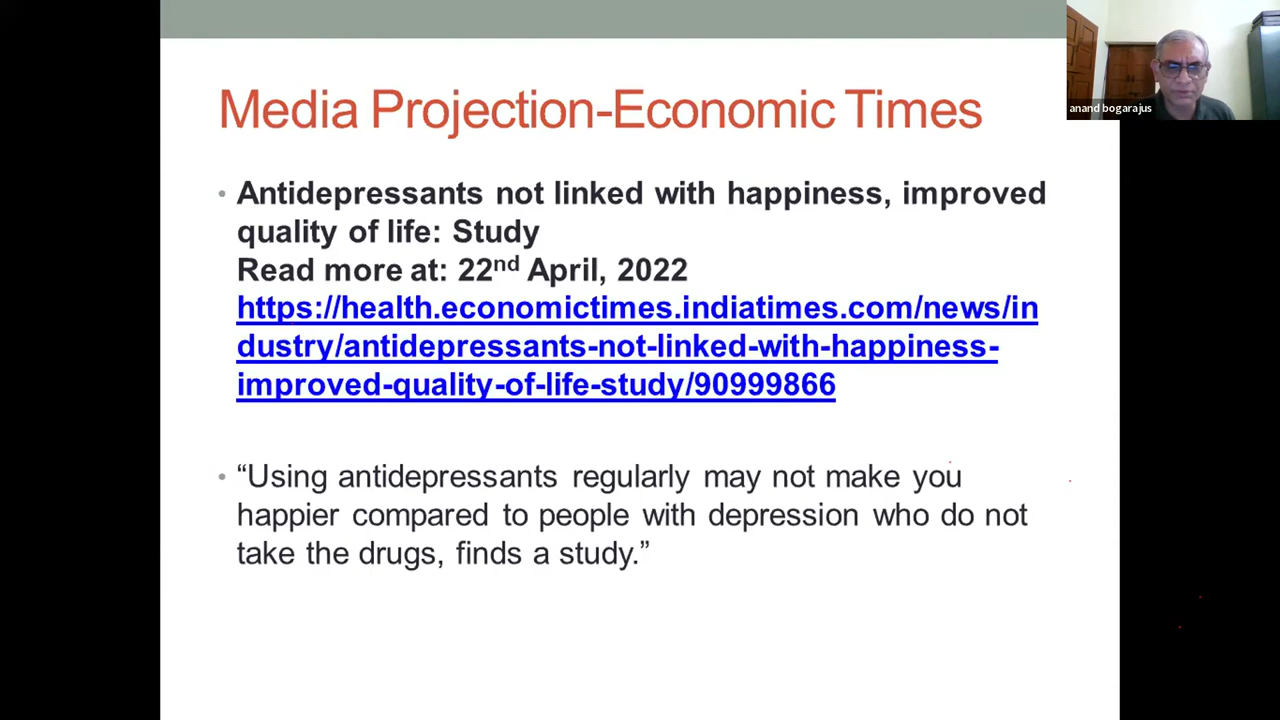 Media Projection-Economic Times
anand bogarajus
• Antidepressants not linked with happiness, improved
quality of life: Study
Read more at: 22nd April, 2022
https://health.economictimes.indiatimes.com/news/in
dustry/antidepressants-not-linked-with-happiness-
improved-quality-of-life-study/90999866
• “Using antidepressants regularly may not make you
happier compared to people with depression who do not
take the drugs, finds a study.”